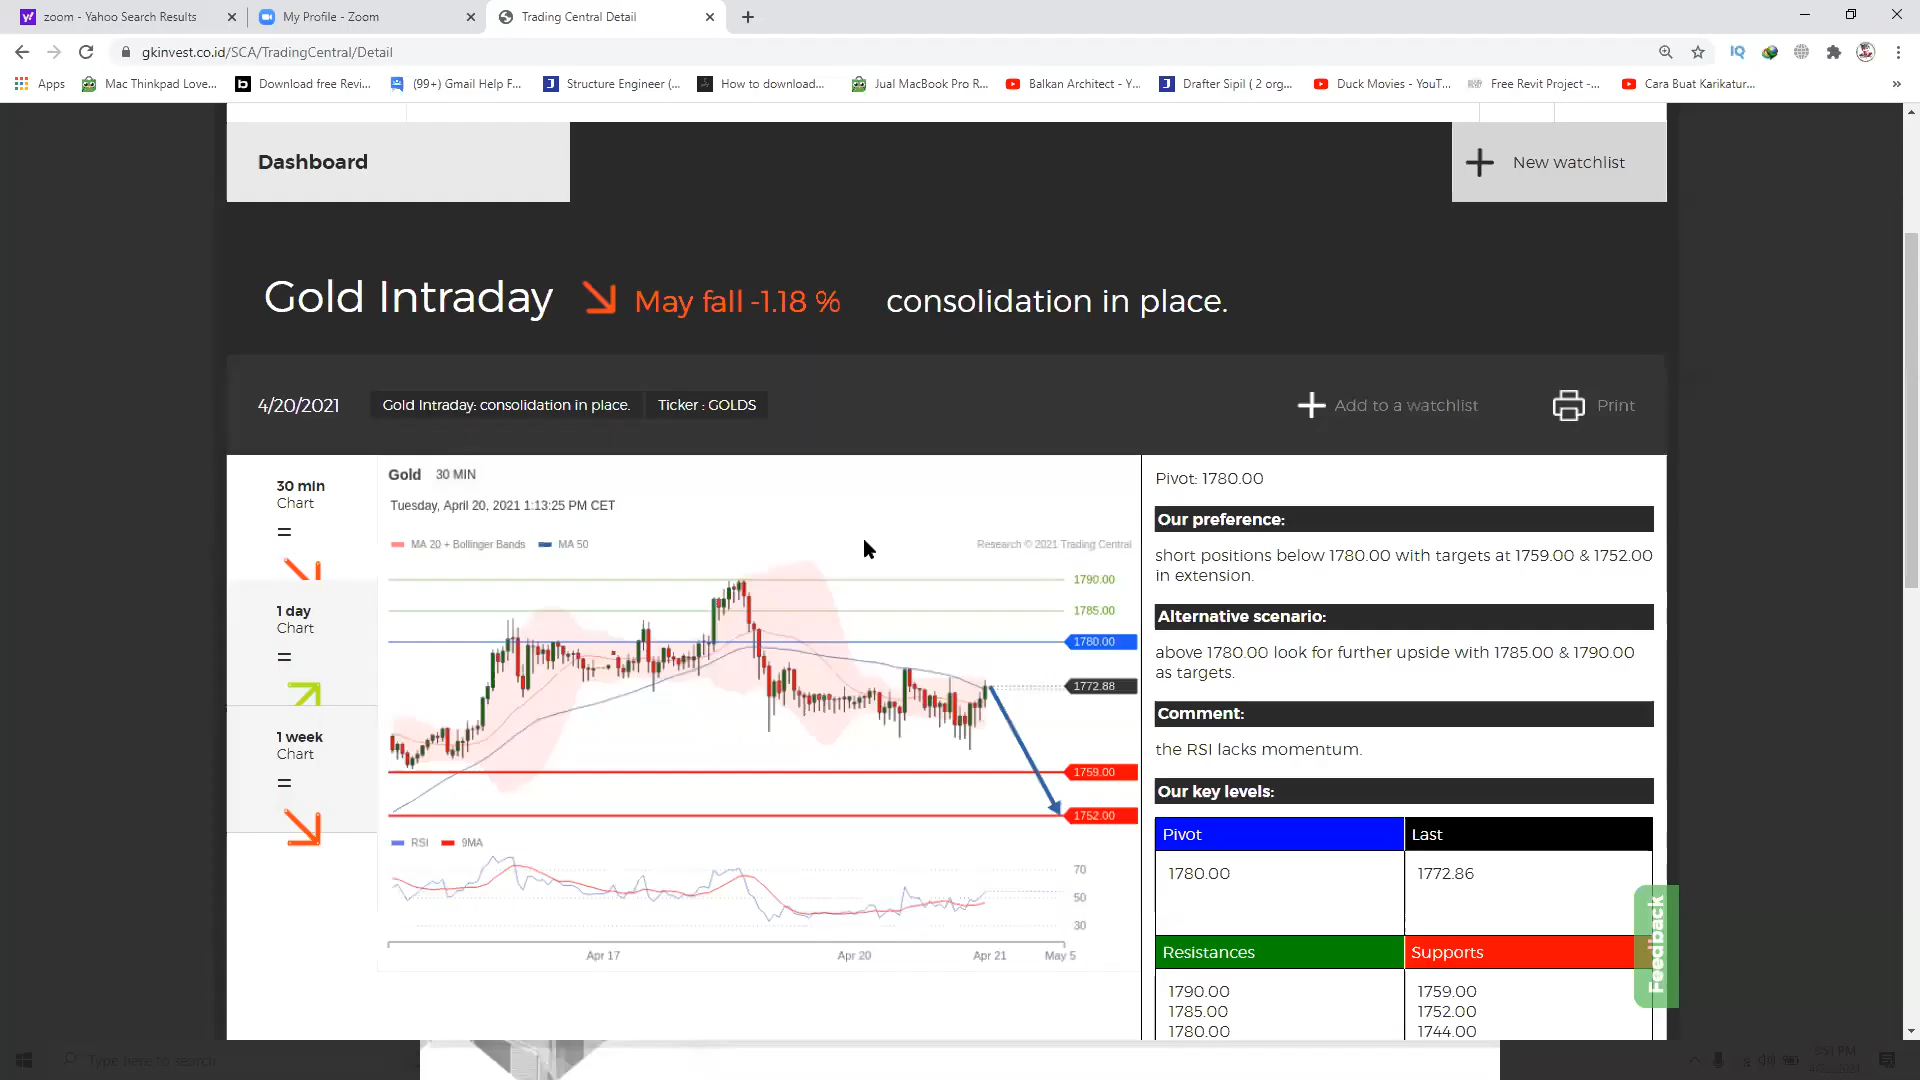 zoom - Yahoo Search Results
My Profile - Zoom
Trading Central Detail
gkinvest.co.id/SCA/TradingCentral/Detail
Apps
Mac Thinkpad Love...
Download free Revi...
(99+) Gmail Help F...
Structure Engineer (...
How to download...
Jual MacBook Pro R...
Balkan Architect - Y...
Drafter Sipil ( 2 org...
Duck Movies - YouT...
Free Revit Project -...
Cara Buat Karikatur...
Dashboard
New watchlist
Gold Intraday May fall -1.18 % consolidation in place.
4/20/2021
Gold Intraday: consolidation in place.
Ticker : GOLDS
Add to a watchlist
Print
30 min
Chart
=
1 day
Chart
=
1 week
Chart
=
Gold 30 MIN
Tuesday, April 20, 2021 1:13:25 PM CET
MA 20 + Bollinger Bands MA 50
Research © 2021 Trading Central
1790.00
1785.00
1780.00
1772.88
1759.00
1752.00
RSI 9MA
70
50
30
Apr 17 Apr 20 Apr 21 May 5
Pivot: 1780.00
Our preference:
short positions below 1780.00 with targets at 1759.00 & 1752.00
in extension.
Alternative scenario:
above 1780.00 look for further upside with 1785.00 & 1790.00
as targets.
Comment:
the RSI lacks momentum.
Our key levels:
Pivot Last
1780.00 1772.86
Resistances Supports
1790.00 1759.00
1785.00 1752.00
1780.00 1744.00
Feedback
Type here to search